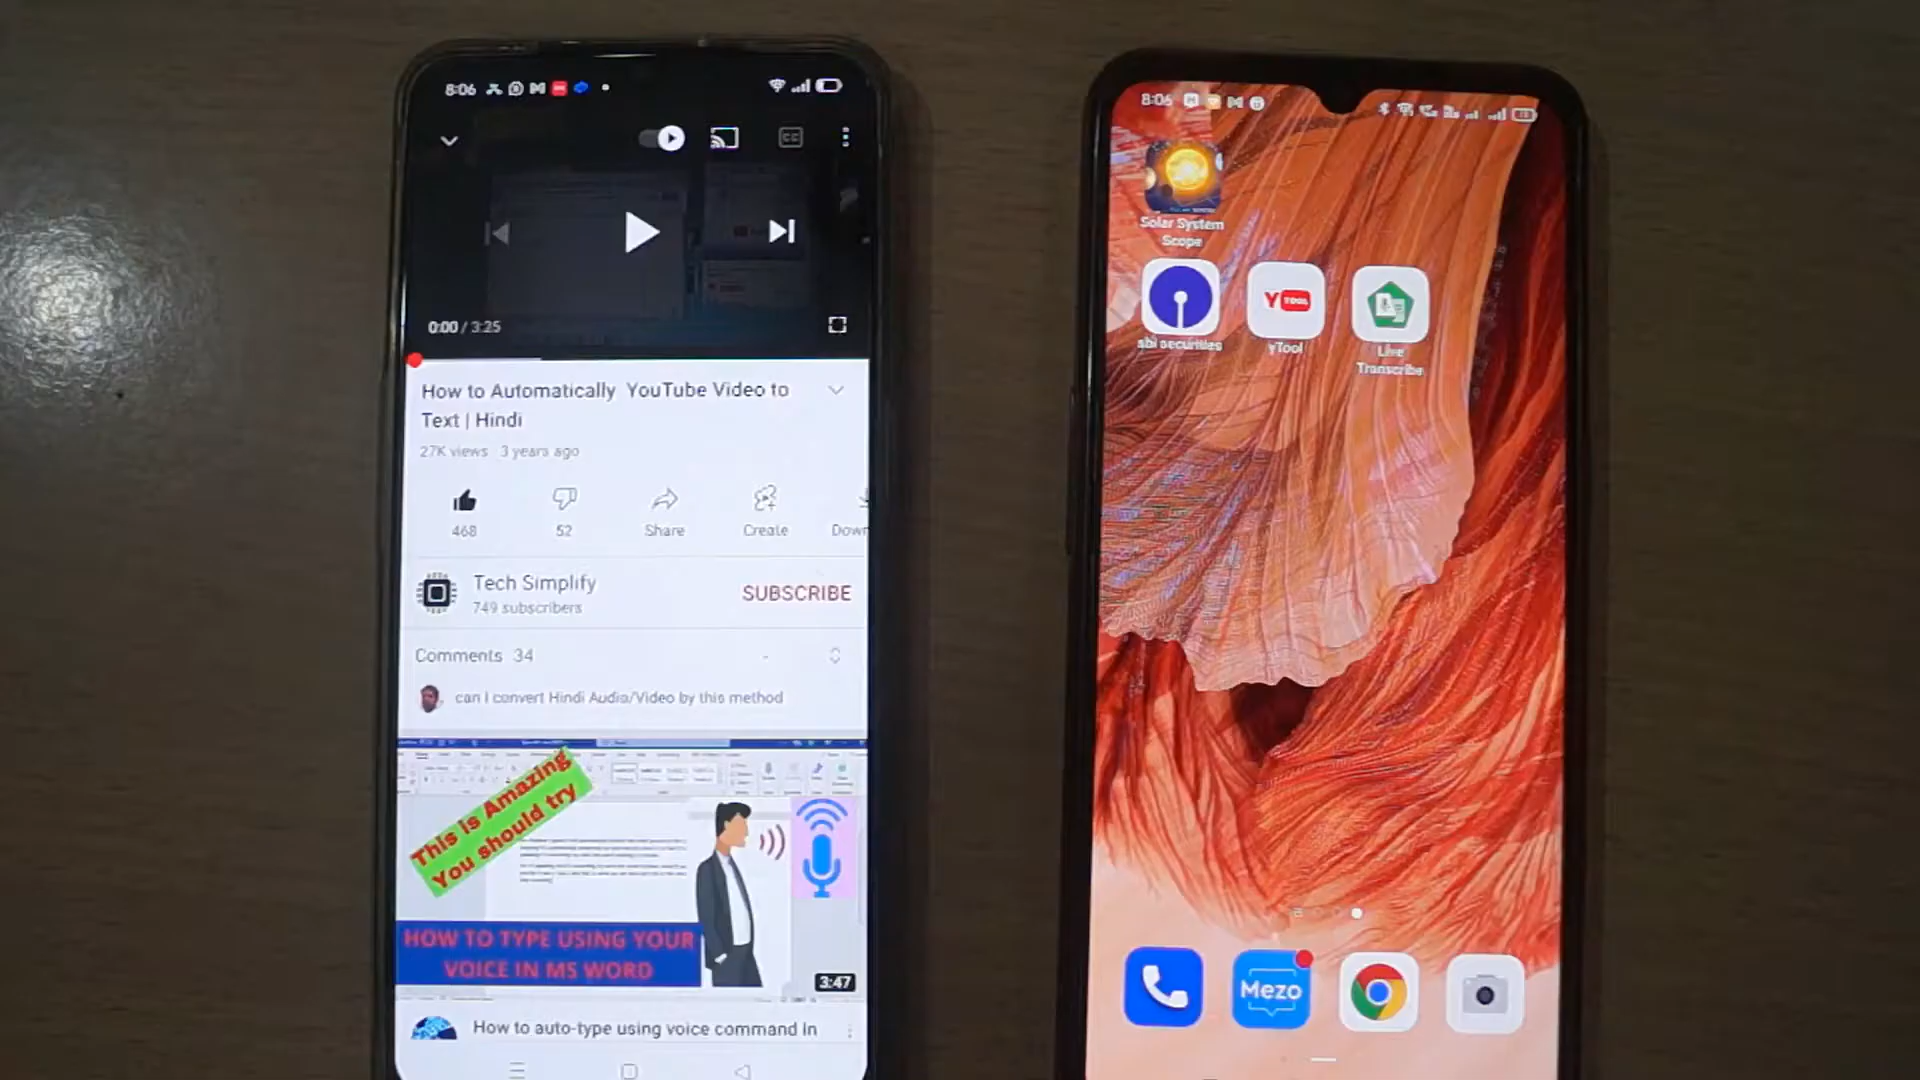 8:06
0:00 / 3:25
How to Automatically YouTube Video to
Text | Hindi
27K views 3 years ago
468
52
Share
Create
Down
Tech Simplify
749 subscribers
SUBSCRIBE
Comments 34
can I convert Hindi Audio/Video by this method
This is Amazing
You should try
HOW TO TYPE USING YOUR
VOICE IN MS WORD
3:47
How to auto-type using voice command in
8:06
Solar System
Scope
sbi securities
Y TOOL
yTool
Live
Transcribe
Mezo